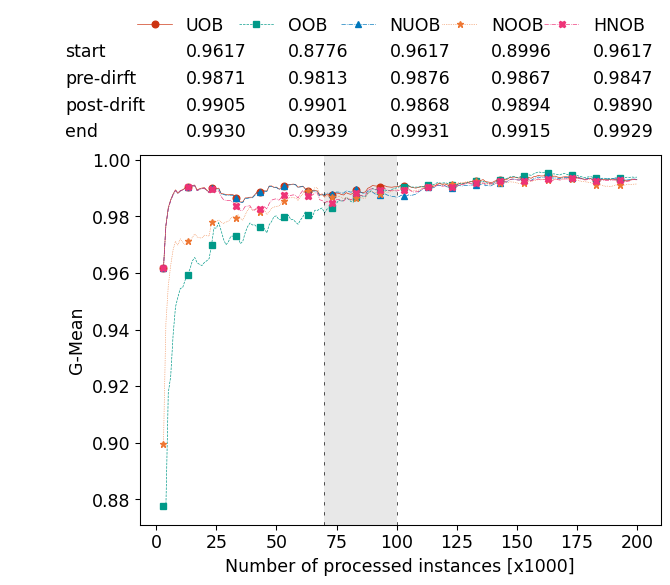 UOB OOB NUOB NOOB HNOB
start 0.9617 0.8776 0.9617 0.8996 0.9617
pre-dirft 0.9871 0.9813 0.9876 0.9867 0.9847
post-drift 0.9905 0.9901 0.9868 0.9894 0.9890
end 0.9930 0.9939 0.9931 0.9915 0.9929
1.00
0.98
0.96
0.94
0.92
0.90
0.88
G-Mean
0 25 50 75 100 125 150 175 200
Number of processed instances [x1000]